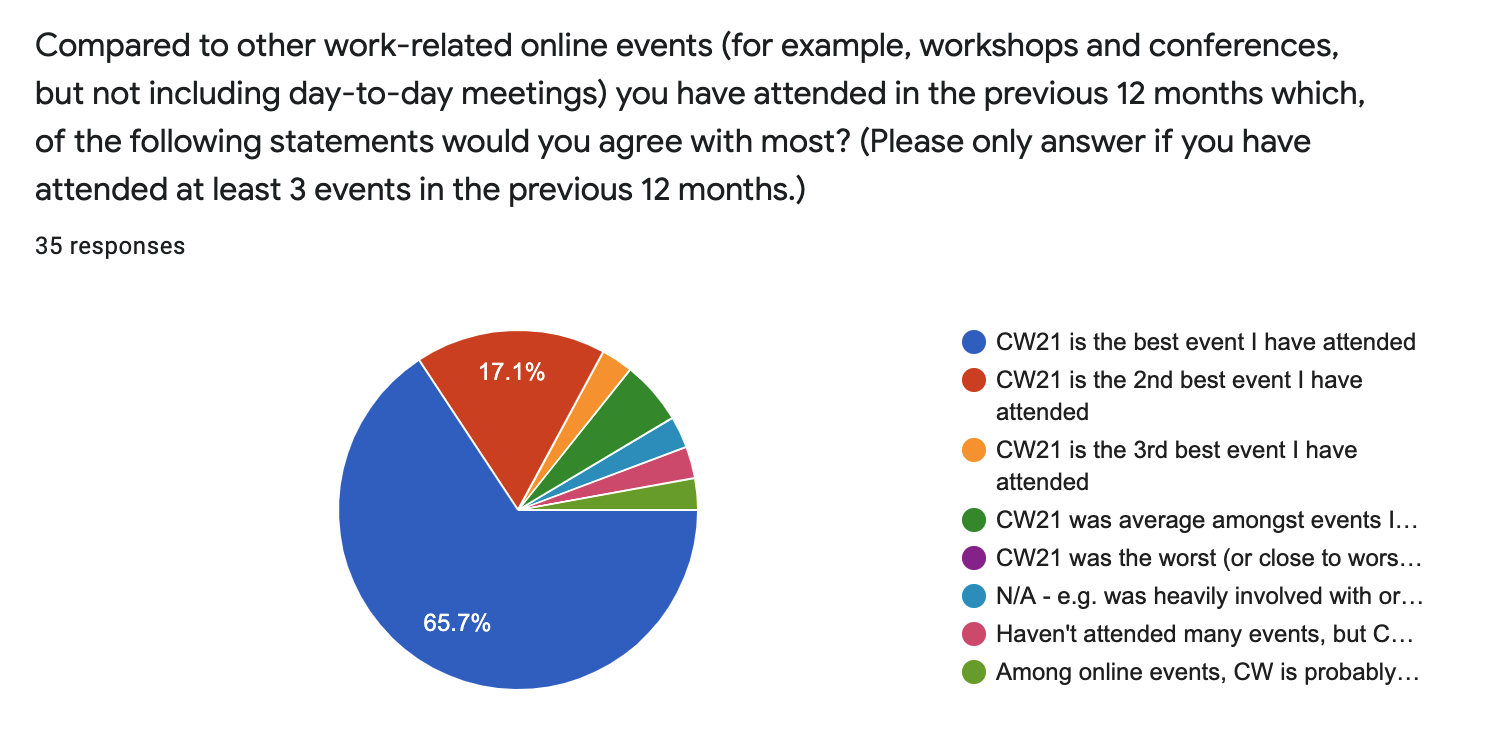 Compared to other work-related online events (for example, workshops and conferences,
but not including day-to-day meetings) you have attended in the previous 12 months which,
of the following statements would you agree with most? (Please only answer if you have
attended at least 3 events in the previous 12 months.)
35 responses
17.1%
65.7%
CW21 is the best event I have attended
CW21 is the 2nd best event I have
attended
CW21 is the 3rd best event I have
attended
CW21 was average amongst events I…
CW21 was the worst (or close to wors…
N/A - e.g. was heavily involved with or…
Haven't attended many events, but C…
Among online events, CW is probably…